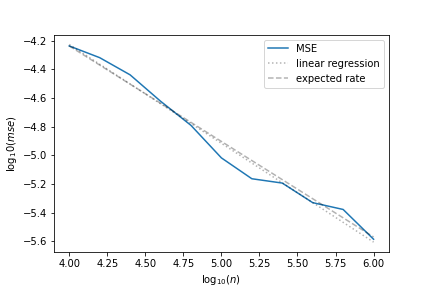 −4.2
−4.4
−4.6
−4.8
−5.0
−5.2
−5.4
−5.6
log₁0(mse)
MSE
linear regression
expected rate
4.00 4.25 4.50 4.75 5.00 5.25 5.50 5.75 6.00
log₁₀(n)